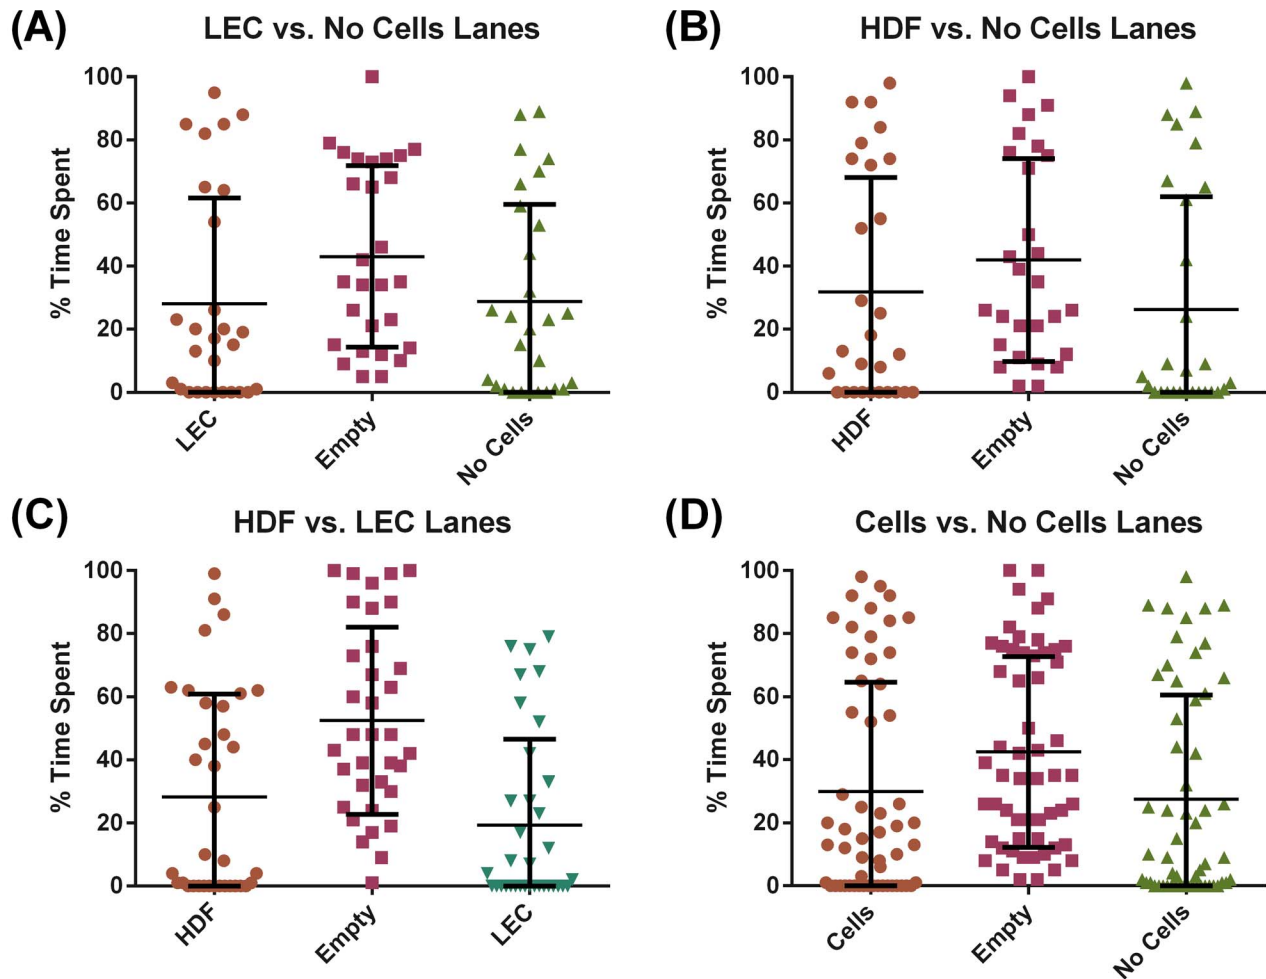 (A) LEC vs. No Cells Lanes
% Time Spent
100
80
60
40
20
0
LEC
Empty
No Cells
(B) HDF vs. No Cells Lanes
% Time Spent
100
80
60
40
20
0
HDF
Empty
No Cells
(C) HDF vs. LEC Lanes
% Time Spent
100
80
60
40
20
0
HDF
Empty
LEC
(D) Cells vs. No Cells Lanes
% Time Spent
100
80
60
40
20
0
Cells
Empty
No Cells